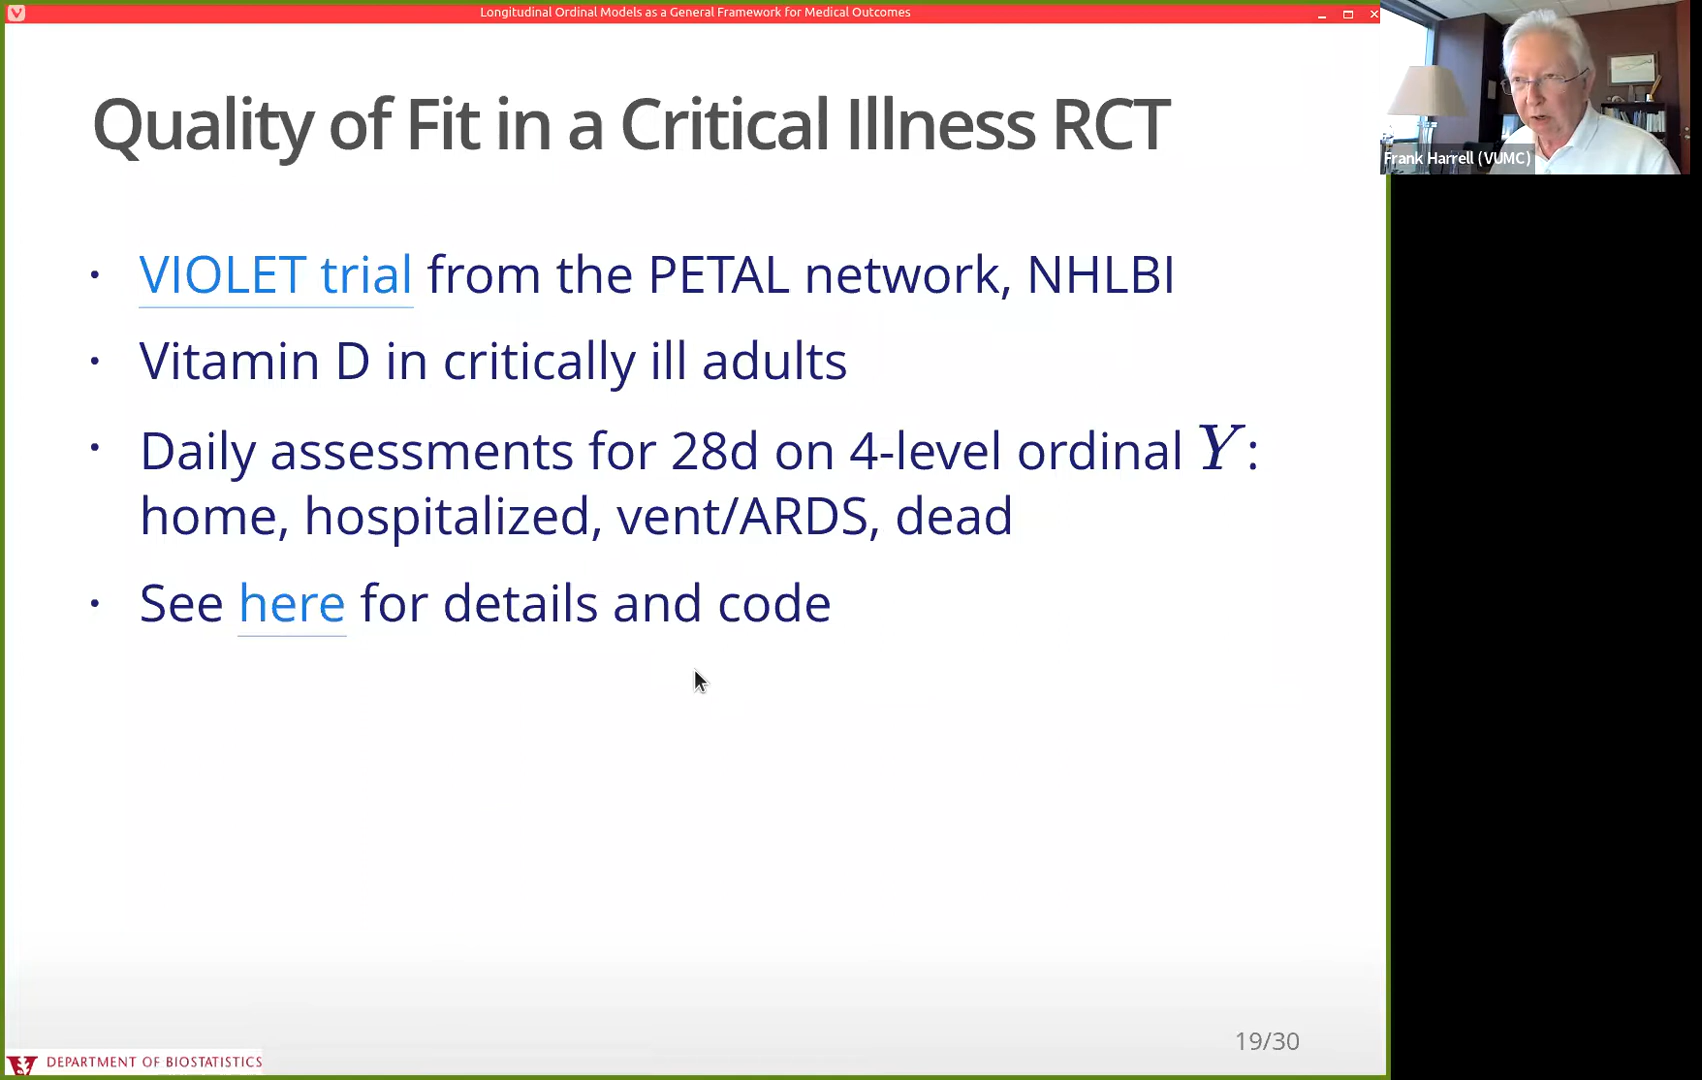 Longitudinal Ordinal Models as a General Framework for Medical Outcomes
Frank Harrell (VUMC)
Quality of Fit in a Critical Illness RCT
• VIOLET trial from the PETAL network, NHLBI
• Vitamin D in critically ill adults
• Daily assessments for 28d on 4-level ordinal Y:
home, hospitalized, vent/ARDS, dead
• See here for details and code
19/30
DEPARTMENT OF BIOSTATISTICS